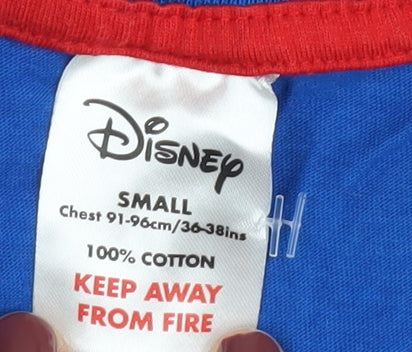 Disney
SMALL
Chest 91-96cm/36-38ins
100% COTTON
KEEP AWAY
FROM FIRE